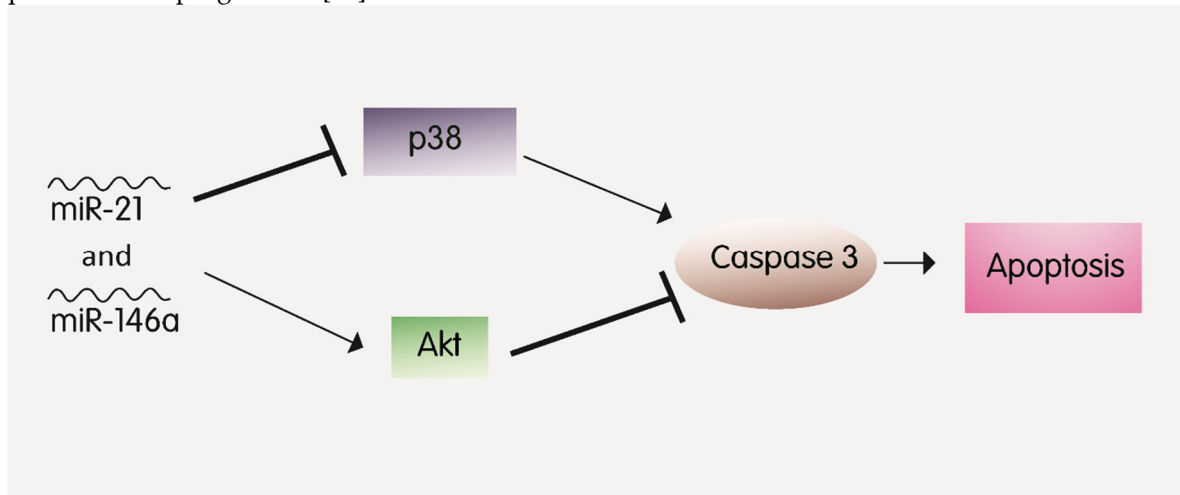 p38
miR-21
and
miR-146a
Akt
Caspase 3
Apoptosis